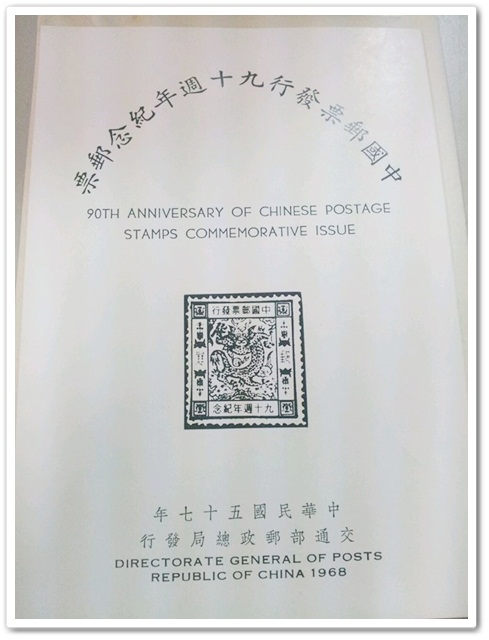 中國郵票發行九十週年紀念郵票
90TH ANNIVERSARY OF CHINESE POSTAGE
STAMPS COMMEMORATIVE ISSUE
中國郵票發行
九十週年紀念
中華民國五十七年
交通部郵政總局發行
DIRECTORATE GENERAL OF POSTS
REPUBLIC OF CHINA 1968